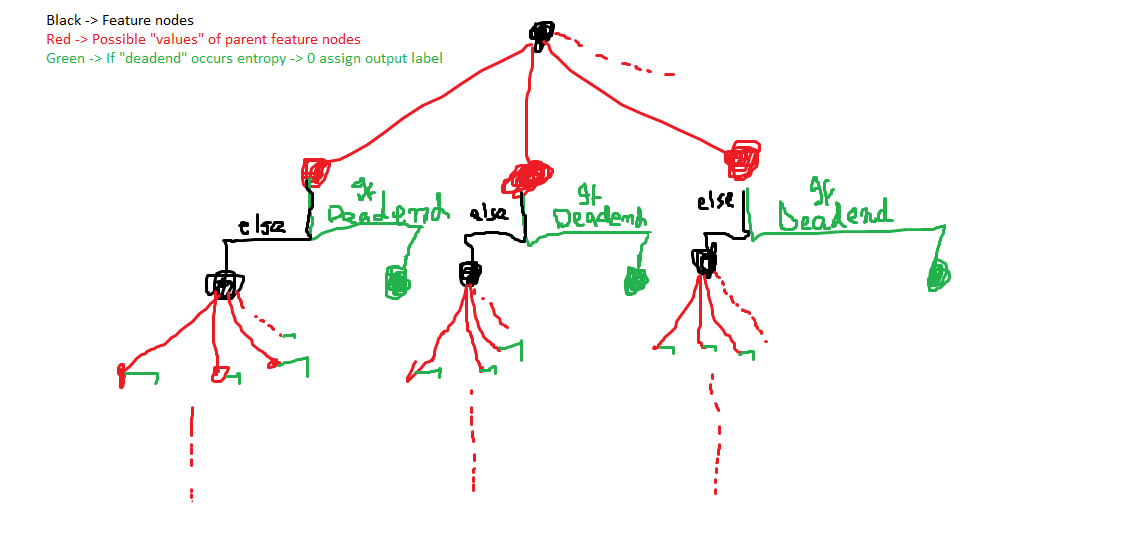 Black -> Feature nodes
Red -> Possible "values" of parent feature nodes
Green -> If "deadend" occurs entropy -> 0 assign output label
else
If
Deadend
else
If
Deadend
else
If
Deadend